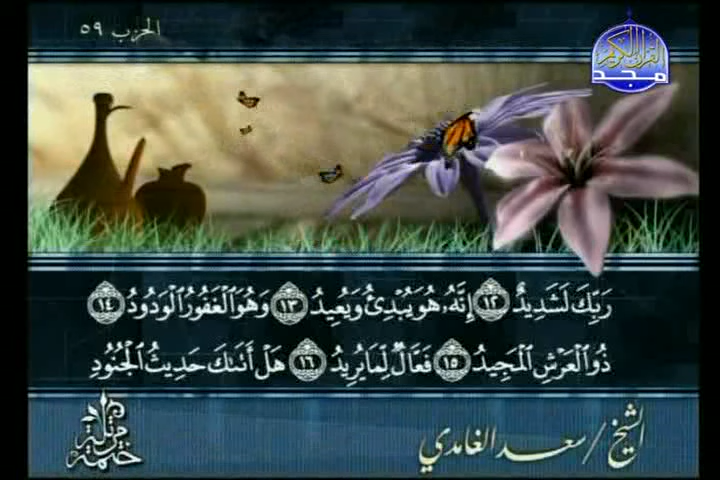 الحزب ٥٩
القرآن الكريم
مجد
رَبِّكَ لَشَدِيدٌ ١٢ إِنَّهُۥ هُوَ يُبْدِئُ وَيُعِيدُ ١٣ وَهُوَ ٱلْغَفُورُ ٱلْوَدُودُ ١٤
ذُو ٱلْعَرْشِ ٱلْمَجِيدُ ١٥ فَعَّالٌ لِّمَا يُرِيدُ ١٦ هَلْ أَتَىٰكَ حَدِيثُ ٱلْجُنُودِ
الشيخ / سعد الغامدي
ختمة مرتلة